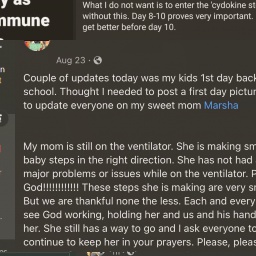 y as
mmune
What I do not want is to enter the 'cydokine st
without this. Day 8-10 proves very important.
get better before day 10.
Aug 23 ·
Couple of updates today was my kids 1st day back
school. Thought I needed to post a first day pictur
to update everyone on my sweet mom Marsha
My mom is still on the ventilator. She is making sm
baby steps in the right direction. She has not had
major problems or issues while on the ventilator. P
God!!!!!!!!!!!! These steps she is making are very sm
But we are thankful none the less. Each and every
see God working, holding her and us and his hand
her. She still has a way to go and I ask everyone to
continue to keep her in your prayers. Please, pleas